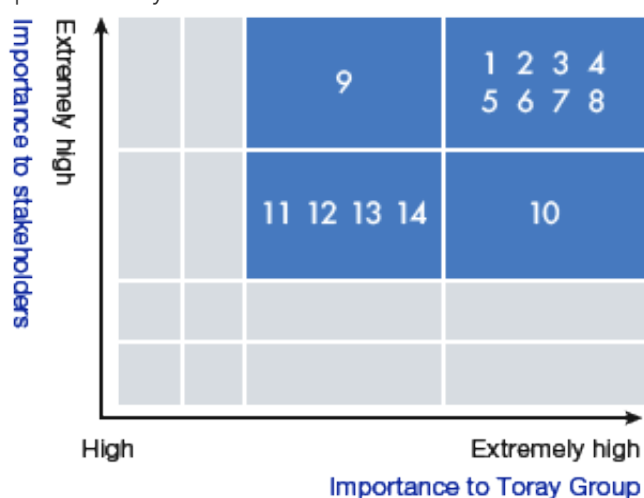 Importance to stakeholders
Extremely high
9
1 2 3 4
5 6 7 8
11 12 13 14
10
High
Extremely high
Importance to Toray Group